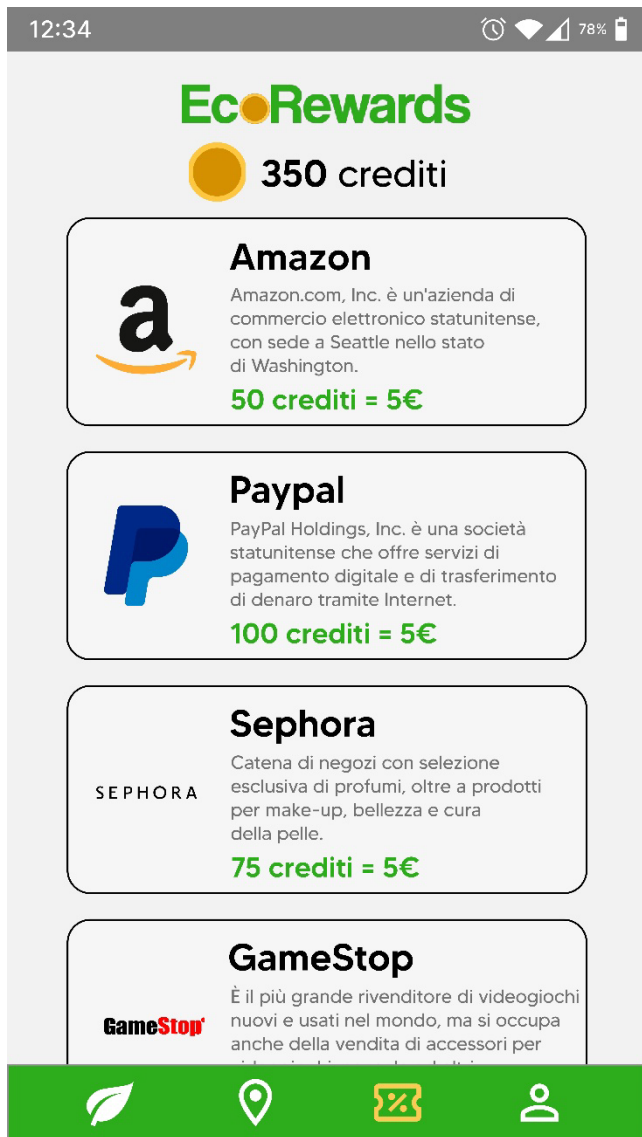 12:34
78%
EcoRewards
350 crediti
Amazon
Amazon.com, Inc. è un'azienda di
commercio elettronico statunitense,
con sede a Seattle nello stato
di Washington.
50 crediti = 5€
Paypal
PayPal Holdings, Inc. è una società
statunitense che offre servizi di
pagamento digitale e di trasferimento
di denaro tramite Internet.
100 crediti = 5€
SEPHORA
Sephora
Catena di negozi con selezione
esclusiva di profumi, oltre a prodotti
per make-up, bellezza e cura
della pelle.
75 crediti = 5€
GameStop
GameStop
È il più grande rivenditore di videogiochi
nuovi e usati nel mondo, ma si occupa
anche della vendita di accessori per